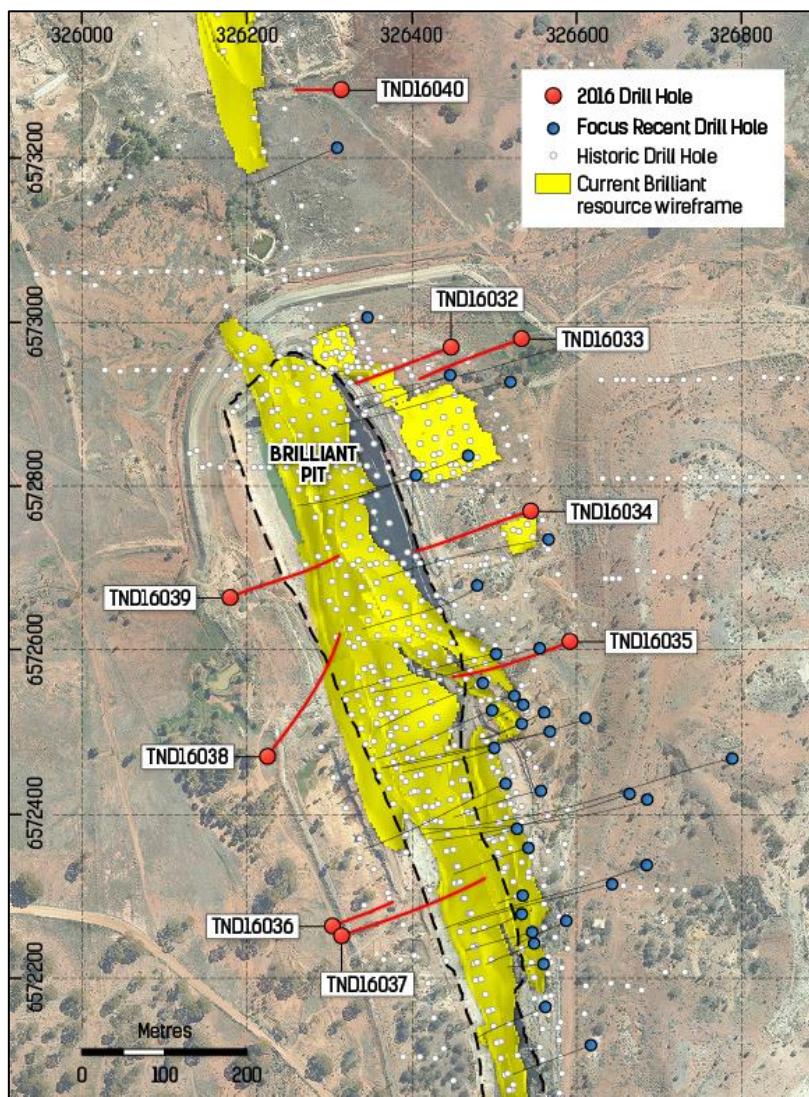 326000 326200 326400 326600 326800
TND16040
2016 Drill Hole
Focus Recent Drill Hole
Historic Drill Hole
Current Brilliant
resource wireframe
6573200
6573000
TND16032
TND16033
BRILLIANT
PIT
6572800
TND16034
TND16039
6572600
TND16035
TND16038
6572400
TND16036
TND16037
6572200
Metres
0 100 200